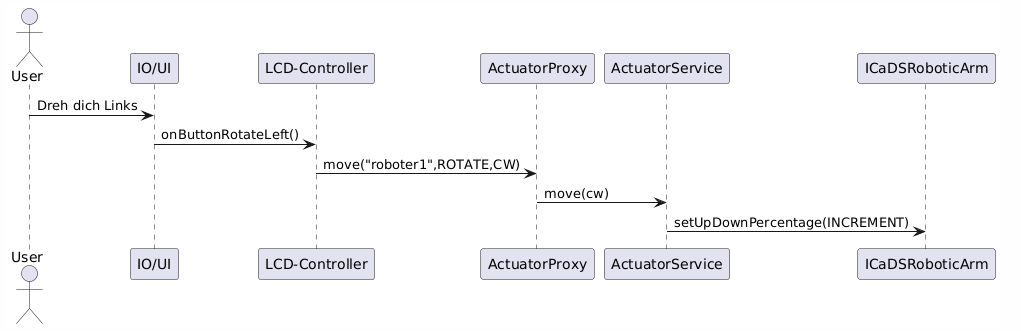 User
IO/UI
LCD-Controller
ActuatorProxy
ActuatorService
ICaDSRoboticArm
Dreh dich Links
onButtonRotateLeft()
move("roboter1",ROTATE,CW)
move(cw)
setUpDownPercentage(INCREMENT)
User
IO/UI
LCD-Controller
ActuatorProxy
ActuatorService
ICaDSRoboticArm